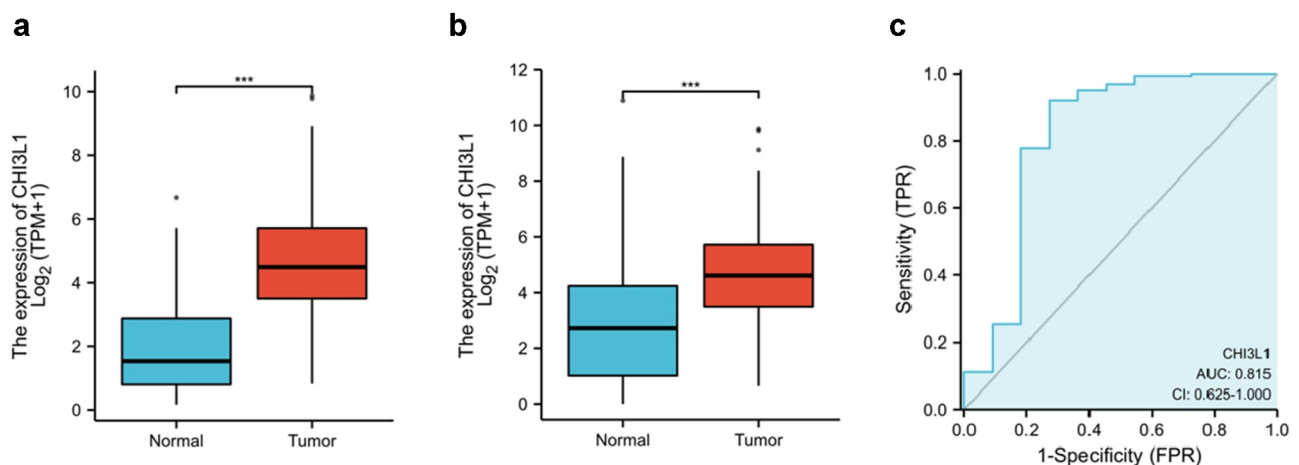 a
The expression of CHI3L1
Log2 (TPM+1)
10
8
6
4
2
0
***
Normal
Tumor
b
The expression of CHI3L1
Log2 (TPM+1)
12
10
8
6
4
2
0
***
Normal
Tumor
c
Sensitivity (TPR)
1.0
0.8
0.6
0.4
0.2
0.0
CHI3L1
AUC: 0.815
CI: 0.625-1.000
0.0 0.2 0.4 0.6 0.8 1.0
1-Specificity (FPR)